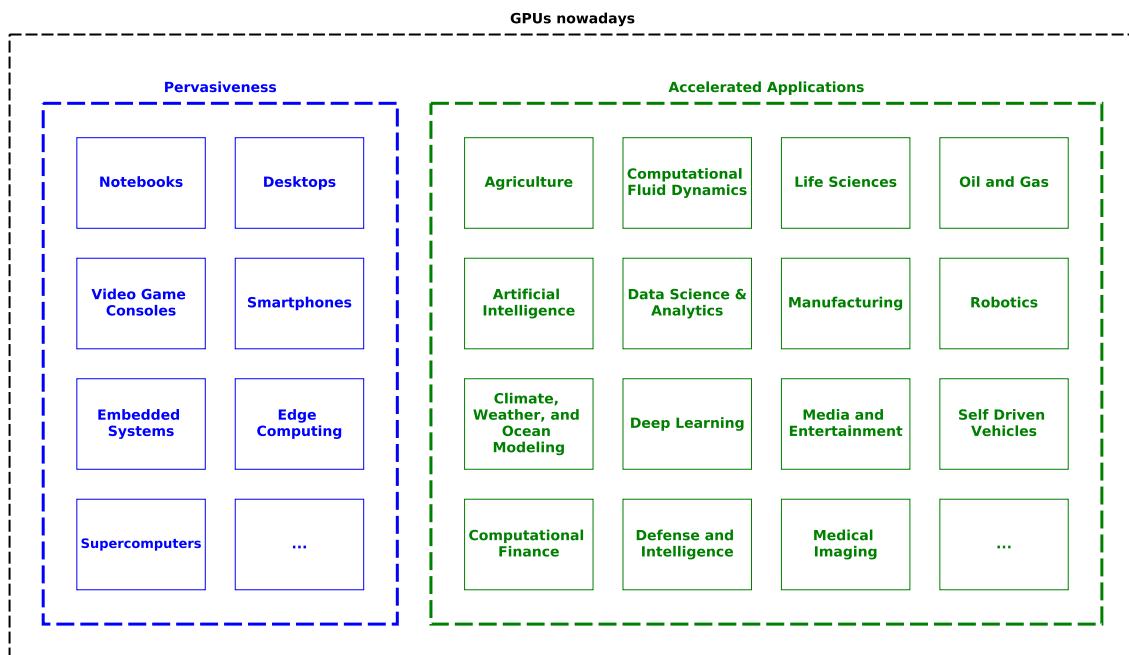 GPUs nowadays
Pervasiveness
Notebooks
Desktops
Video Game
Consoles
Smartphones
Embedded
Systems
Edge
Computing
Supercomputers
...
Accelerated Applications
Agriculture
Computational
Fluid Dynamics
Life Sciences
Oil and Gas
Artificial
Intelligence
Data Science &
Analytics
Manufacturing
Robotics
Climate,
Weather, and
Ocean
Modeling
Deep Learning
Media and
Entertainment
Self Driven
Vehicles
Computational
Finance
Defense and
Intelligence
Medical
Imaging
...